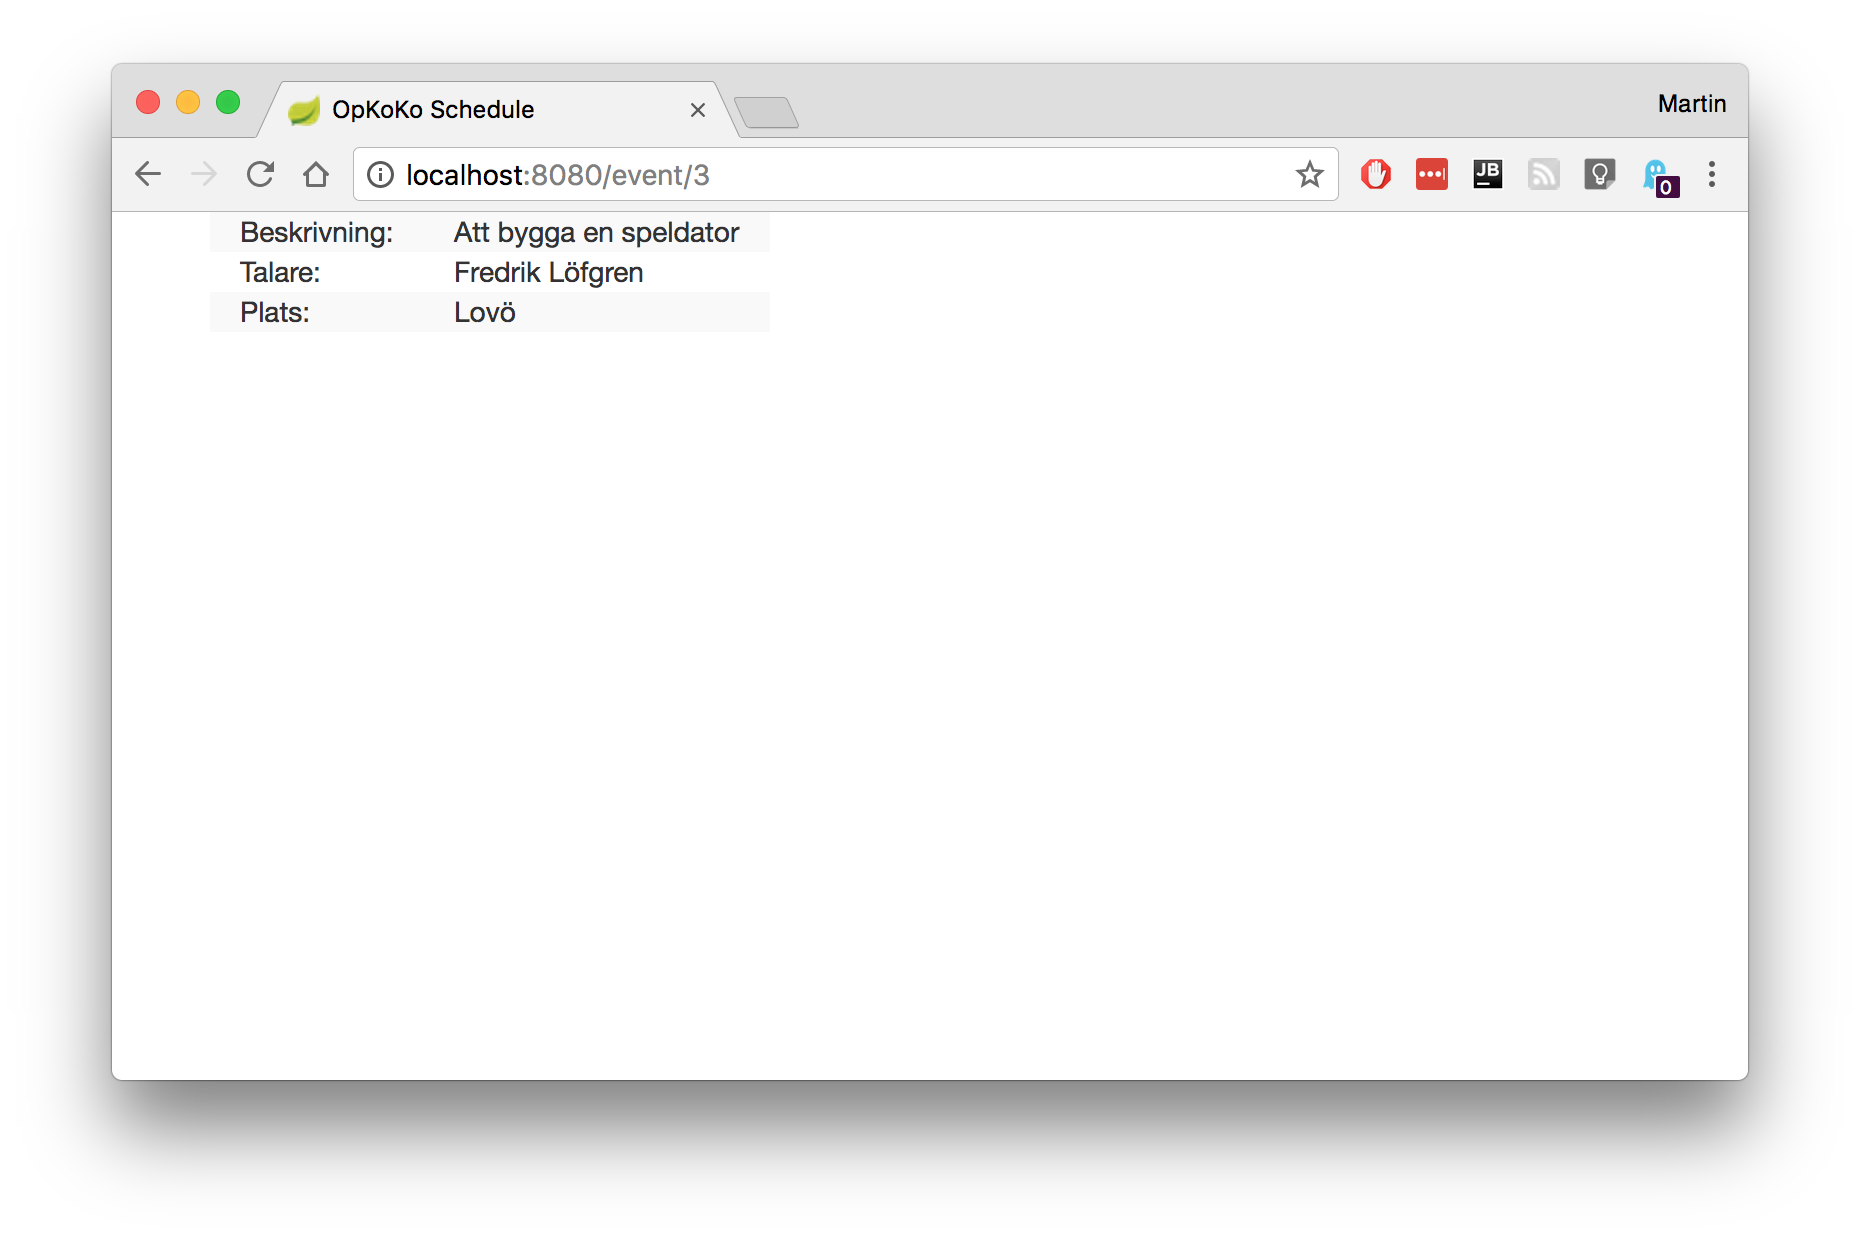 OpKoKo Schedule
Martin
localhost:8080/event/3
JB
0
Beskrivning: Att bygga en speldator
Talare: Fredrik Löfgren
Plats: Lovö